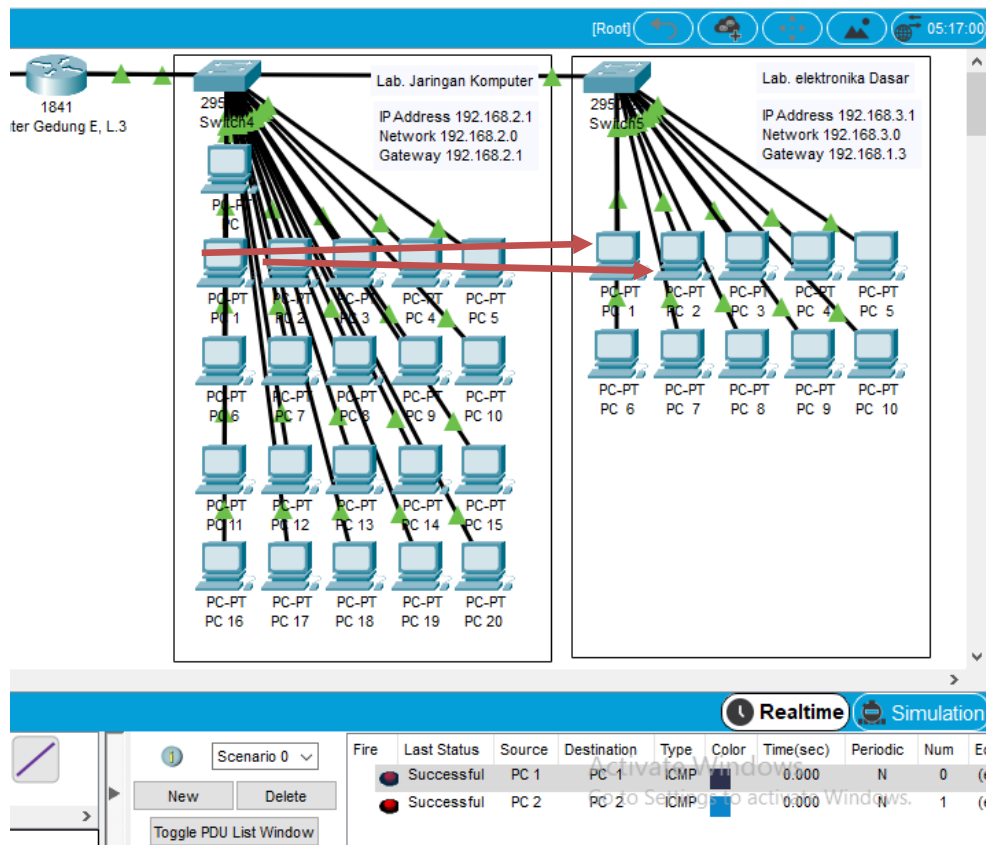 [Root]
05:17:00
1841
ter Gedung E, L.3
Switch4
Lab. Jaringan Komputer
IP Address 192.168.2.1
Network 192.168.2.0
Gateway 192.168.2.1
Switch5
Lab. elektronika Dasar
IP Address 192.168.3.1
Network 192.168.3.0
Gateway 192.168.1.3
PC-PT
PC
PC-PT PC-PT PC-PT PC-PT PC-PT
PC 1 PC 2 PC 3 PC 4 PC 5
PC-PT PC-PT PC-PT PC-PT PC-PT
PC 6 PC 7 PC 8 PC 9 PC 10
PC-PT PC-PT PC-PT PC-PT PC-PT
PC 11 PC 12 PC 13 PC 14 PC 15
PC-PT PC-PT PC-PT PC-PT PC-PT
PC 16 PC 17 PC 18 PC 19 PC 20
PC-PT PC-PT PC-PT PC-PT PC-PT
PC 1 PC 2 PC 3 PC 4 PC 5
PC-PT PC-PT PC-PT PC-PT PC-PT
PC 6 PC 7 PC 8 PC 9 PC 10
Realtime
Simulation
1
Scenario 0
New
Delete
Toggle PDU List Window
Fire Last Status Source Destination Type Color Time(sec) Periodic Num
Successful PC 1 PC 1 ICMP 0.000 N 0 (e
Successful PC 2 PC 2 ICMP 0.000 N 1 (e
Activate Windows
Go to Settings to activate Windows.